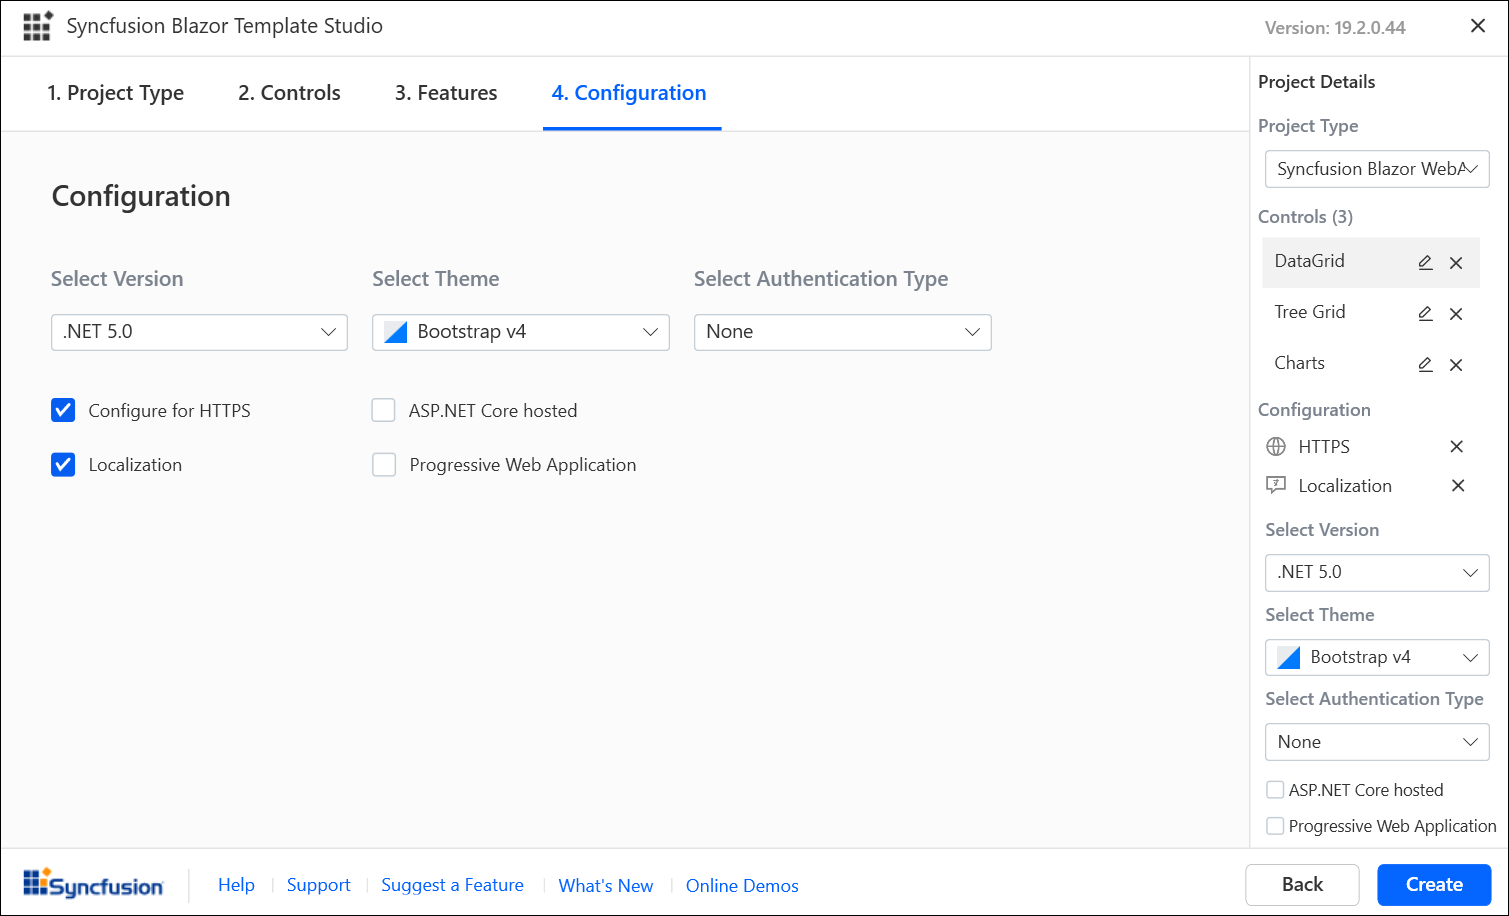 Syncfusion Blazor Template Studio
Version: 19.2.0.44
1. Project Type
2. Controls
3. Features
4. Configuration
Configuration
Select Version
Select Theme
Select Authentication Type
.NET 5.0
Bootstrap v4
None
Configure for HTTPS
ASP.NET Core hosted
Localization
Progressive Web Application
Project Details
Project Type
Syncfusion Blazor WebA
Controls (3)
DataGrid
Tree Grid
Charts
Configuration
HTTPS
Localization
Select Version
.NET 5.0
Select Theme
Bootstrap v4
Select Authentication Type
None
ASP.NET Core hosted
Progressive Web Application
Syncfusion
Help
Support
Suggest a Feature
What's New
Online Demos
Back
Create